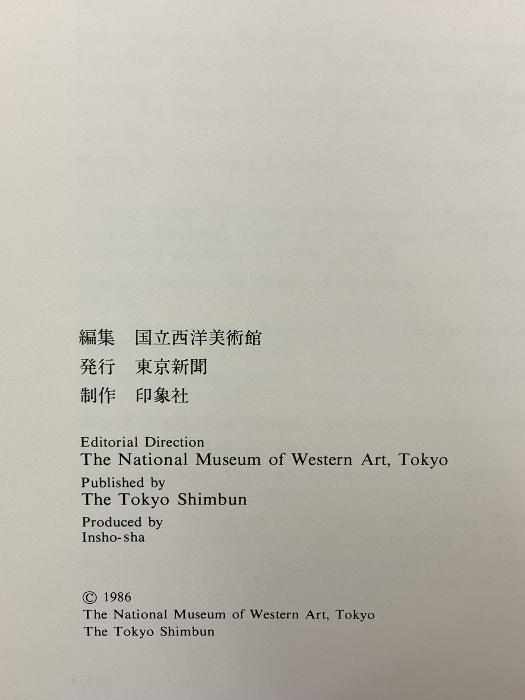 編集　国立西洋美術館
発行　東京新聞
制作　印象社
Editorial Direction
The National Museum of Western Art, Tokyo
Published by
The Tokyo Shimbun
Produced by
Insho-sha
© 1986
The National Museum of Western Art, Tokyo
The Tokyo Shimbun